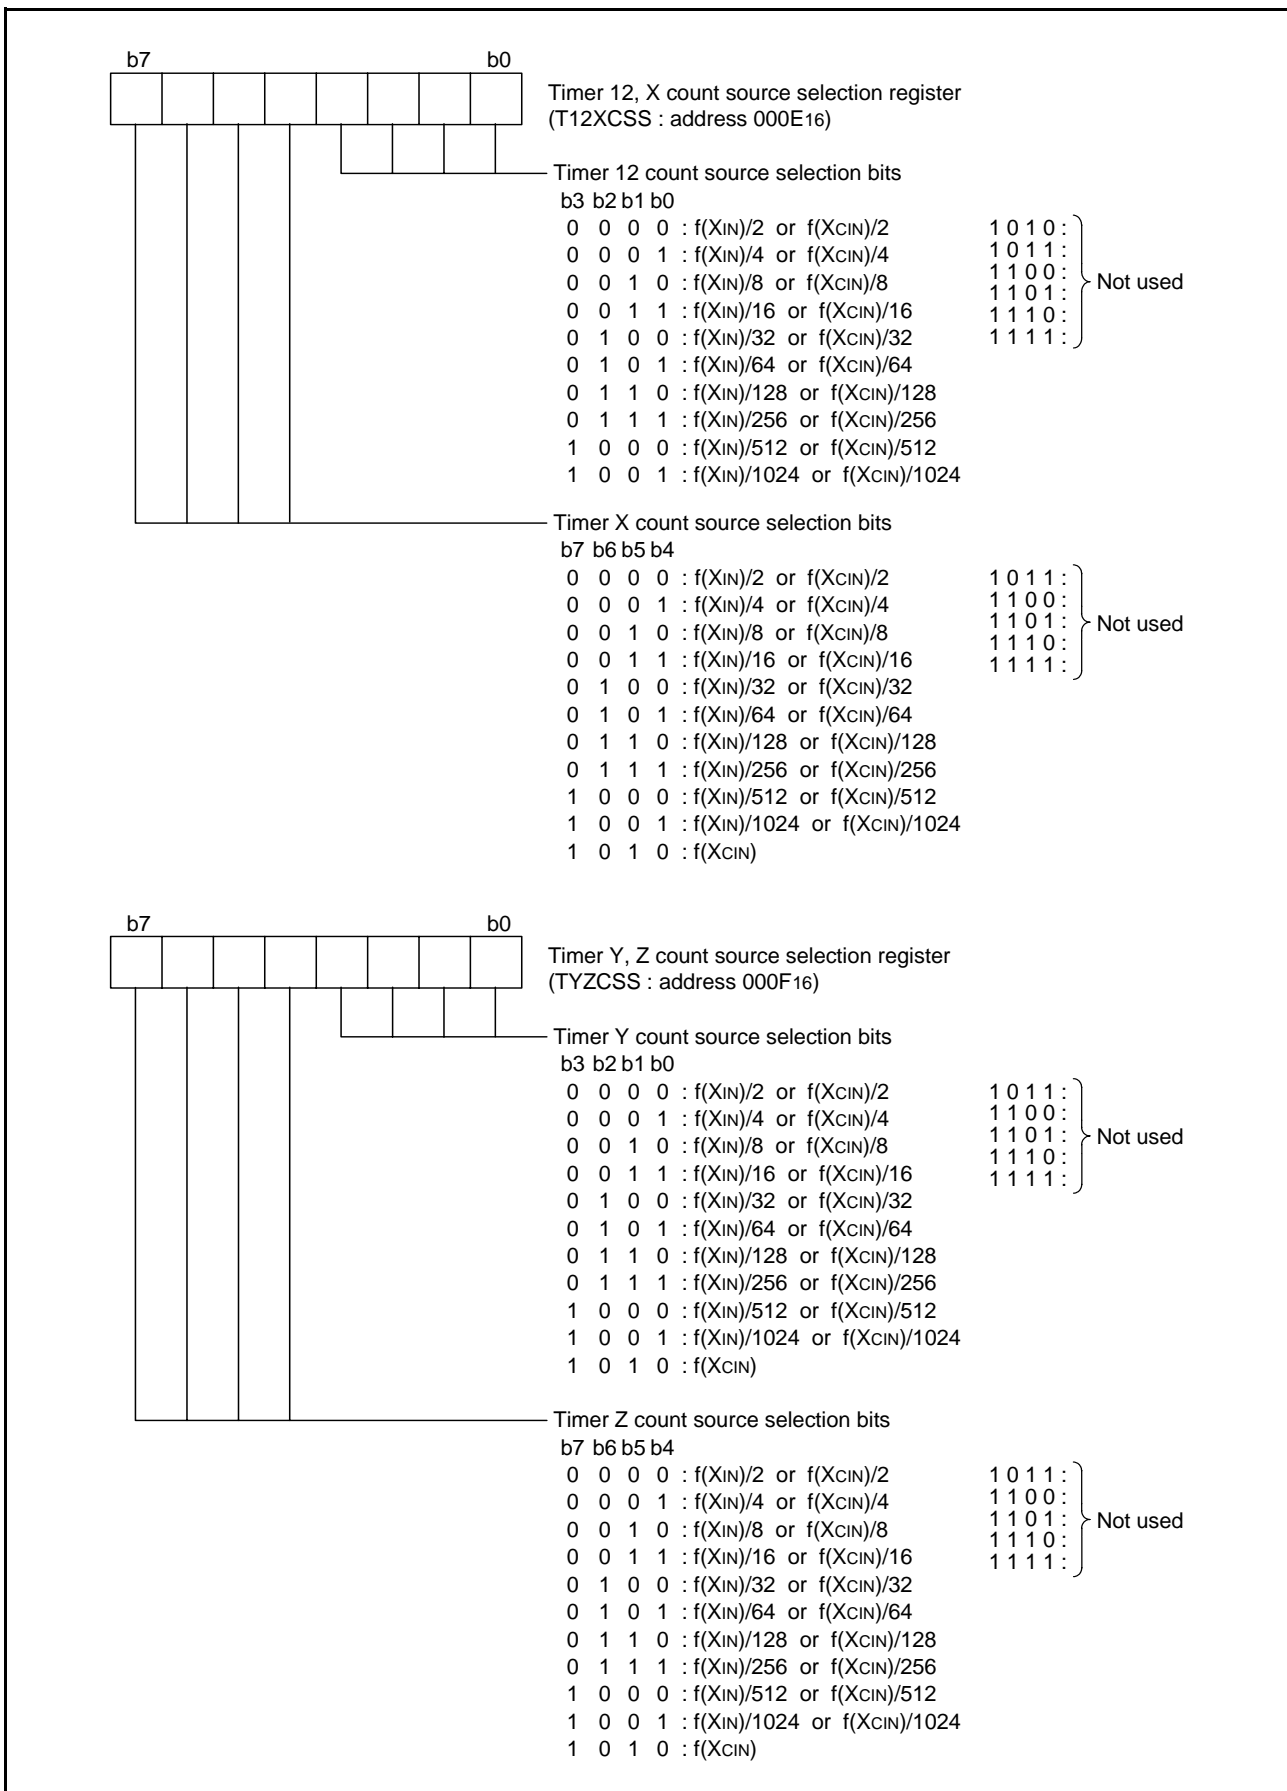 b7 b0
Timer 12, X count source selection register
(T12XCSS : address 000E16)
Timer 12 count source selection bits
b3 b2 b1 b0
0 0 0 0 : f(XIN)/2 or f(XCIN)/2 1 0 1 0 :
0 0 0 1 : f(XIN)/4 or f(XCIN)/4 1 0 1 1 :
0 0 1 0 : f(XIN)/8 or f(XCIN)/8 1 1 0 0 : Not used
0 0 1 1 : f(XIN)/16 or f(XCIN)/16 1 1 0 1 :
0 1 0 0 : f(XIN)/32 or f(XCIN)/32 1 1 1 0 :
0 1 0 1 : f(XIN)/64 or f(XCIN)/64 1 1 1 1 :
0 1 1 0 : f(XIN)/128 or f(XCIN)/128
0 1 1 1 : f(XIN)/256 or f(XCIN)/256
1 0 0 0 : f(XIN)/512 or f(XCIN)/512
1 0 0 1 : f(XIN)/1024 or f(XCIN)/1024
Timer X count source selection bits
b7 b6 b5 b4
0 0 0 0 : f(XIN)/2 or f(XCIN)/2 1 0 1 1 :
0 0 0 1 : f(XIN)/4 or f(XCIN)/4 1 1 0 0 :
0 0 1 0 : f(XIN)/8 or f(XCIN)/8 1 1 0 1 : Not used
0 0 1 1 : f(XIN)/16 or f(XCIN)/16 1 1 1 0 :
0 1 0 0 : f(XIN)/32 or f(XCIN)/32 1 1 1 1 :
0 1 0 1 : f(XIN)/64 or f(XCIN)/64
0 1 1 0 : f(XIN)/128 or f(XCIN)/128
0 1 1 1 : f(XIN)/256 or f(XCIN)/256
1 0 0 0 : f(XIN)/512 or f(XCIN)/512
1 0 0 1 : f(XIN)/1024 or f(XCIN)/1024
1 0 1 0 : f(XCIN)
b7 b0
Timer Y, Z count source selection register
(TYZCSS : address 000F16)
Timer Y count source selection bits
b3 b2 b1 b0
0 0 0 0 : f(XIN)/2 or f(XCIN)/2 1 0 1 1 :
0 0 0 1 : f(XIN)/4 or f(XCIN)/4 1 1 0 0 :
0 0 1 0 : f(XIN)/8 or f(XCIN)/8 1 1 0 1 : Not used
0 0 1 1 : f(XIN)/16 or f(XCIN)/16 1 1 1 0 :
0 1 0 0 : f(XIN)/32 or f(XCIN)/32 1 1 1 1 :
0 1 0 1 : f(XIN)/64 or f(XCIN)/64
0 1 1 0 : f(XIN)/128 or f(XCIN)/128
0 1 1 1 : f(XIN)/256 or f(XCIN)/256
1 0 0 0 : f(XIN)/512 or f(XCIN)/512
1 0 0 1 : f(XIN)/1024 or f(XCIN)/1024
1 0 1 0 : f(XCIN)
Timer Z count source selection bits
b7 b6 b5 b4
0 0 0 0 : f(XIN)/2 or f(XCIN)/2 1 0 1 1 :
0 0 0 1 : f(XIN)/4 or f(XCIN)/4 1 1 0 0 :
0 0 1 0 : f(XIN)/8 or f(XCIN)/8 1 1 0 1 : Not used
0 0 1 1 : f(XIN)/16 or f(XCIN)/16 1 1 1 0 :
0 1 0 0 : f(XIN)/32 or f(XCIN)/32 1 1 1 1 :
0 1 0 1 : f(XIN)/64 or f(XCIN)/64
0 1 1 0 : f(XIN)/128 or f(XCIN)/128
0 1 1 1 : f(XIN)/256 or f(XCIN)/256
1 0 0 0 : f(XIN)/512 or f(XCIN)/512
1 0 0 1 : f(XIN)/1024 or f(XCIN)/1024
1 0 1 0 : f(XCIN)